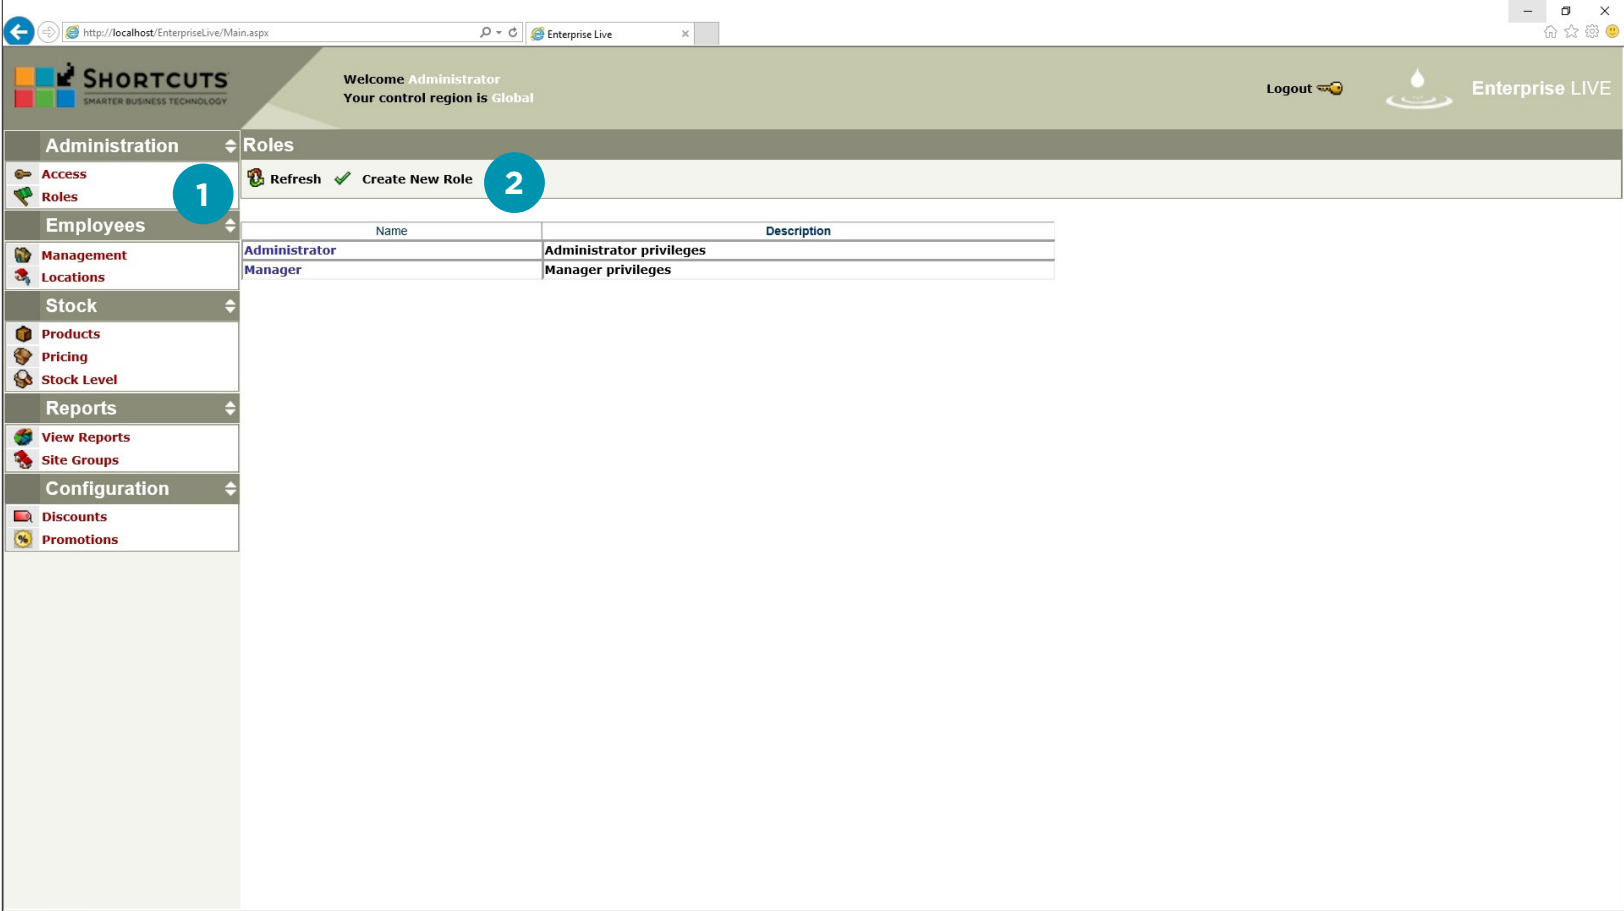 http://localhost/EnterpriseLive/Main.aspx
Enterprise Live
SHORTCUTS
SMARTER BUSINESS TECHNOLOGY
Welcome Administrator
Your control region is Global
Logout
Enterprise LIVE
Administration
Access
Roles
1
Employees
Management
Locations
Stock
Products
Pricing
Stock Level
Reports
View Reports
Site Groups
Configuration
Discounts
Promotions
Roles
Refresh Create New Role
2
Name Description
Administrator Administrator privileges
Manager Manager privileges